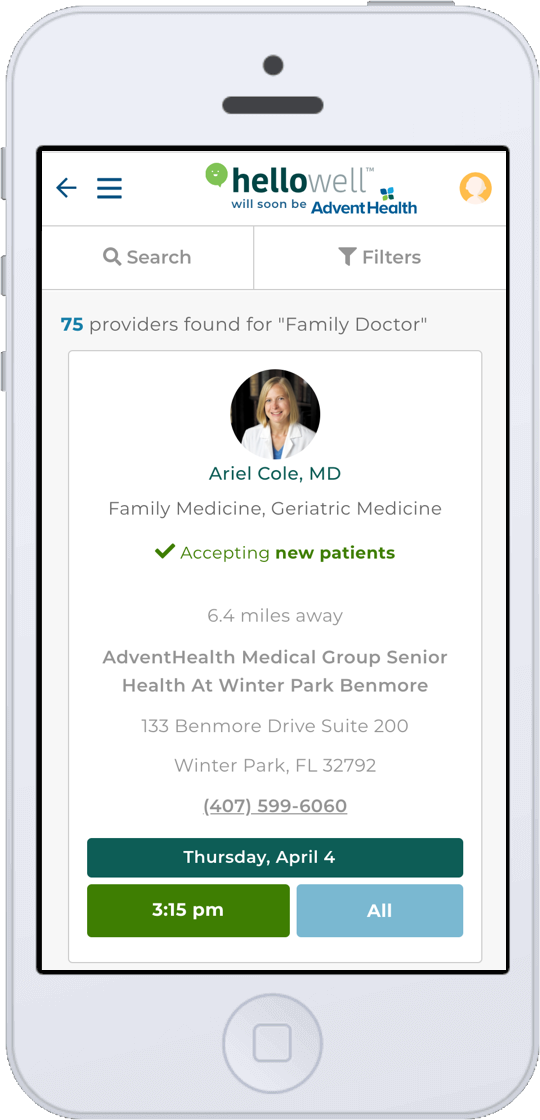 hellowell™
will soon be AdventHealth
Search Filters
75 providers found for "Family Doctor"
Ariel Cole, MD
Family Medicine, Geriatric Medicine
Accepting new patients
6.4 miles away
AdventHealth Medical Group Senior
Health At Winter Park Benmore
133 Benmore Drive Suite 200
Winter Park, FL 32792
(407) 599-6060
Thursday, April 4
3:15 pm All